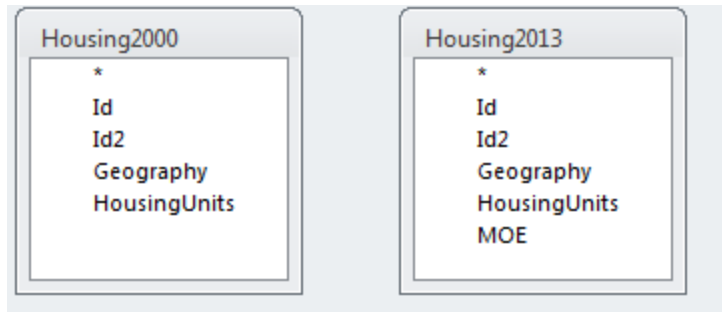 Housing2000
*
Id
Id2
Geography
HousingUnits
Housing2013
*
Id
Id2
Geography
HousingUnits
MOE